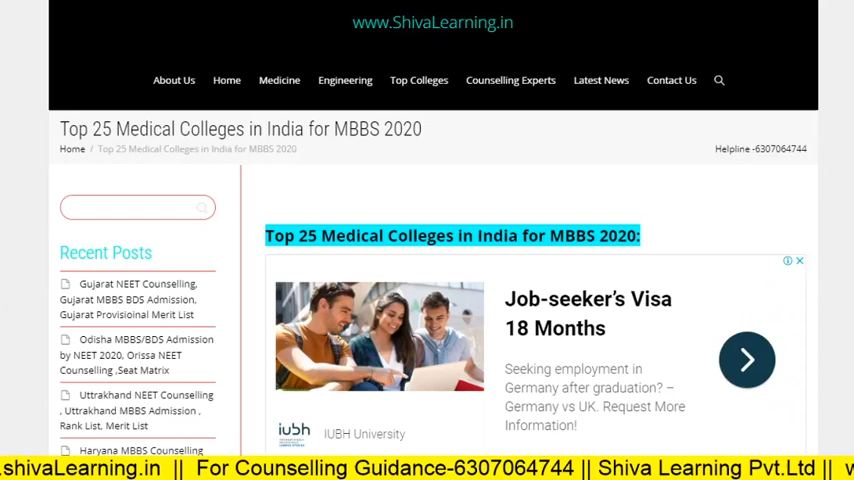 www.ShivaLearning.in
About Us Home Medicine Engineering Top Colleges Counselling Experts Latest News Contact Us
Top 25 Medical Colleges in India for MBBS 2020
Home / Top 25 Medical Colleges in India for MBBS 2020
Helpline -6307064744
Recent Posts
Gujarat NEET Counselling,
Gujarat MBBS BDS Admission,
Gujarat Provisioinal Merit List
Odisha MBBS/BDS Admission
by NEET 2020, Orissa NEET
Counselling ,Seat Matrix
Uttrakhand NEET Counselling
, Uttrakhand MBBS Admission ,
Rank List, Merit List
Haryana MBBS Counselling
Top 25 Medical Colleges in India for MBBS 2020:
Job-seeker's Visa
18 Months
Seeking employment in
Germany after graduation? –
Germany vs UK. Request More
Information!
iubh
IUBH University
.shivaLearning.in || For Counselling Guidance-6307064744 || Shiva Learning Pvt.Ltd || w